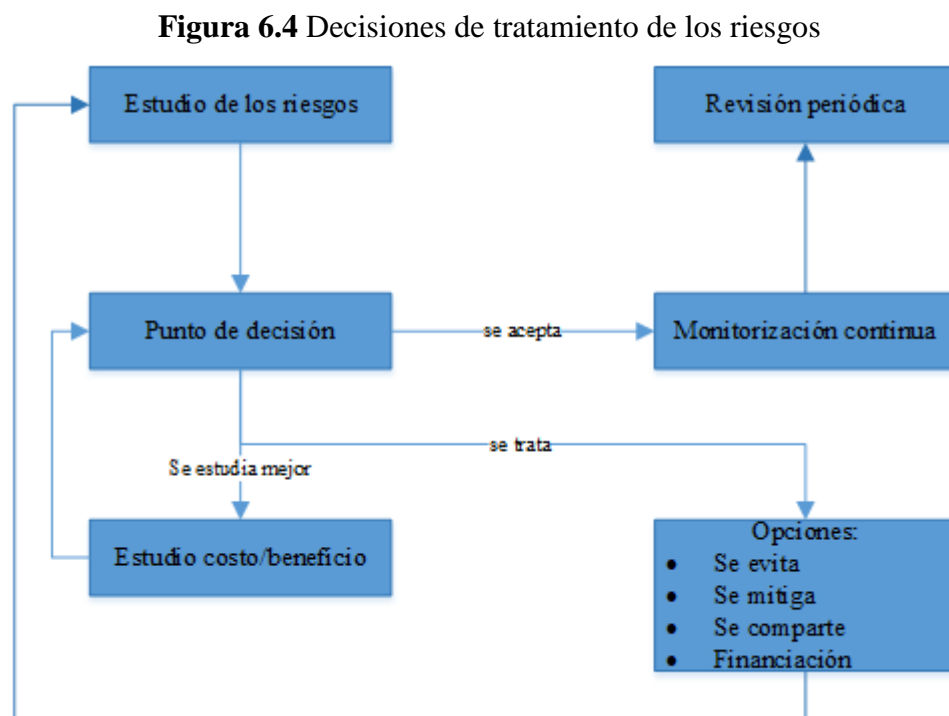 Figura 6.4 Decisiones de tratamiento de los riesgos
Estudio de los riesgos
Revisión periódica
Punto de decisión
se acepta
Monitorización continua
se trata
Se estudia mejor
Estudio costo/beneficio
Opciones:
• Se evita
• Se mitiga
• Se comparte
• Financiación